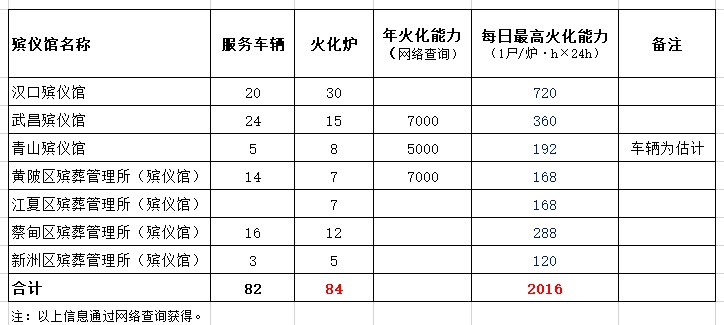 殡仪馆名称 服务车辆 火化炉 年火化能力 每日最高火化能力 备注
（网络查询） （1尸/炉·h×24h）
汉口殡仪馆 20 30 720
武昌殡仪馆 24 15 7000 360
青山殡仪馆 5 8 5000 192 车辆为估计
黄陂区殡葬管理所（殡仪馆） 14 7 7000 168
江夏区殡葬管理所（殡仪馆） 7 168
蔡甸区殡葬管理所（殡仪馆） 16 12 288
新洲区殡葬管理所（殡仪馆） 3 5 120
合计 82 84 2016
注：以上信息通过网络查询获得。